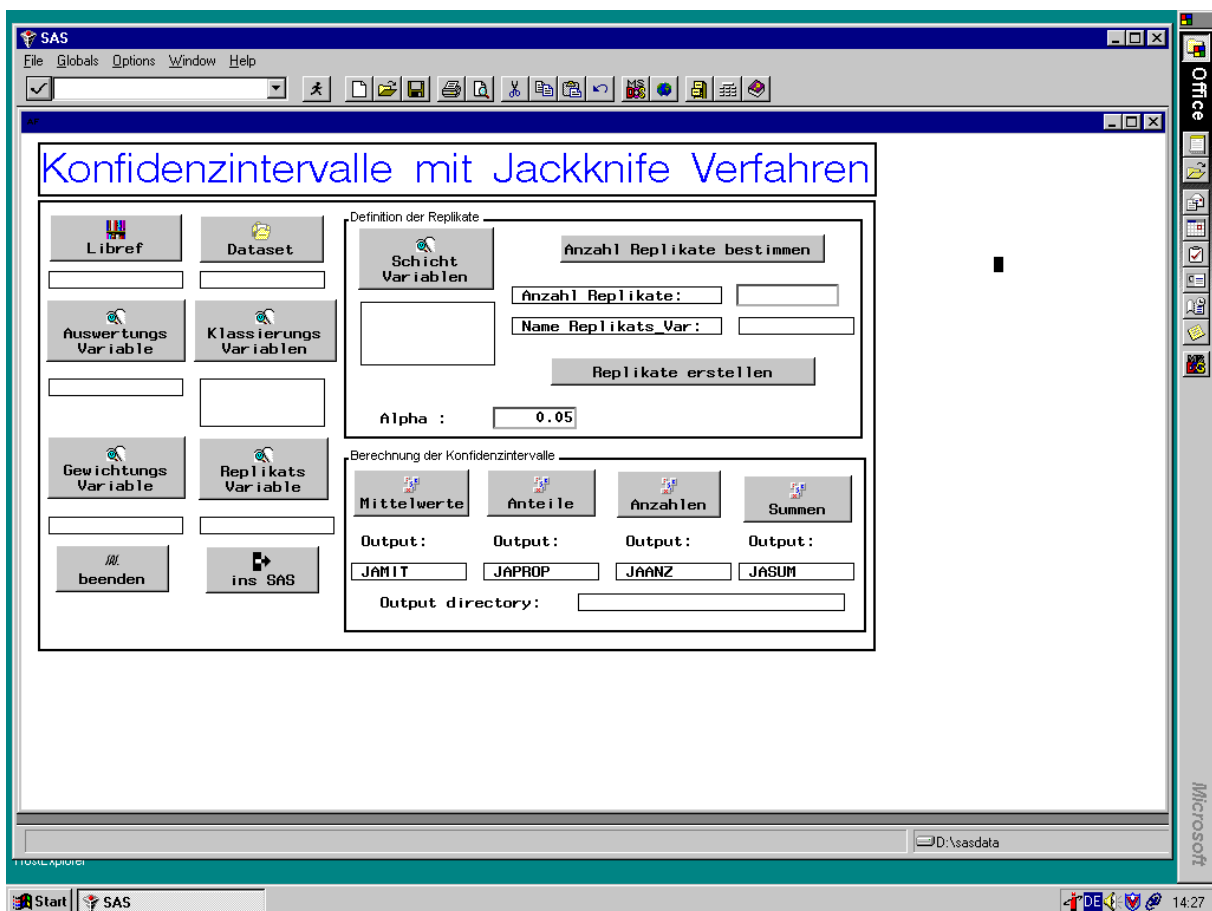 SAS
File Globals Options Window Help
Office
Konfidenzintervalle mit Jackknife Verfahren
Libref
Dataset
Auswertungs
Variable
Klassierungs
Variablen
Gewichtungs
Variable
Replikats
Variable
beenden
ins SAS
Definition der Replikate
Schicht
Variablen
Anzahl Replikate bestimmen
Anzahl Replikate:
Name Replikats_Var:
Replikate erstellen
Alpha : 0.05
Berechnung der Konfidenzintervalle
Mittelwerte Anteile Anzahlen Summen
Output: Output: Output: Output:
JAMIT JAPROP JAANZ JASUM
Output directory:
Microsoft
D:\sasdata
Start SAS DE 14:27